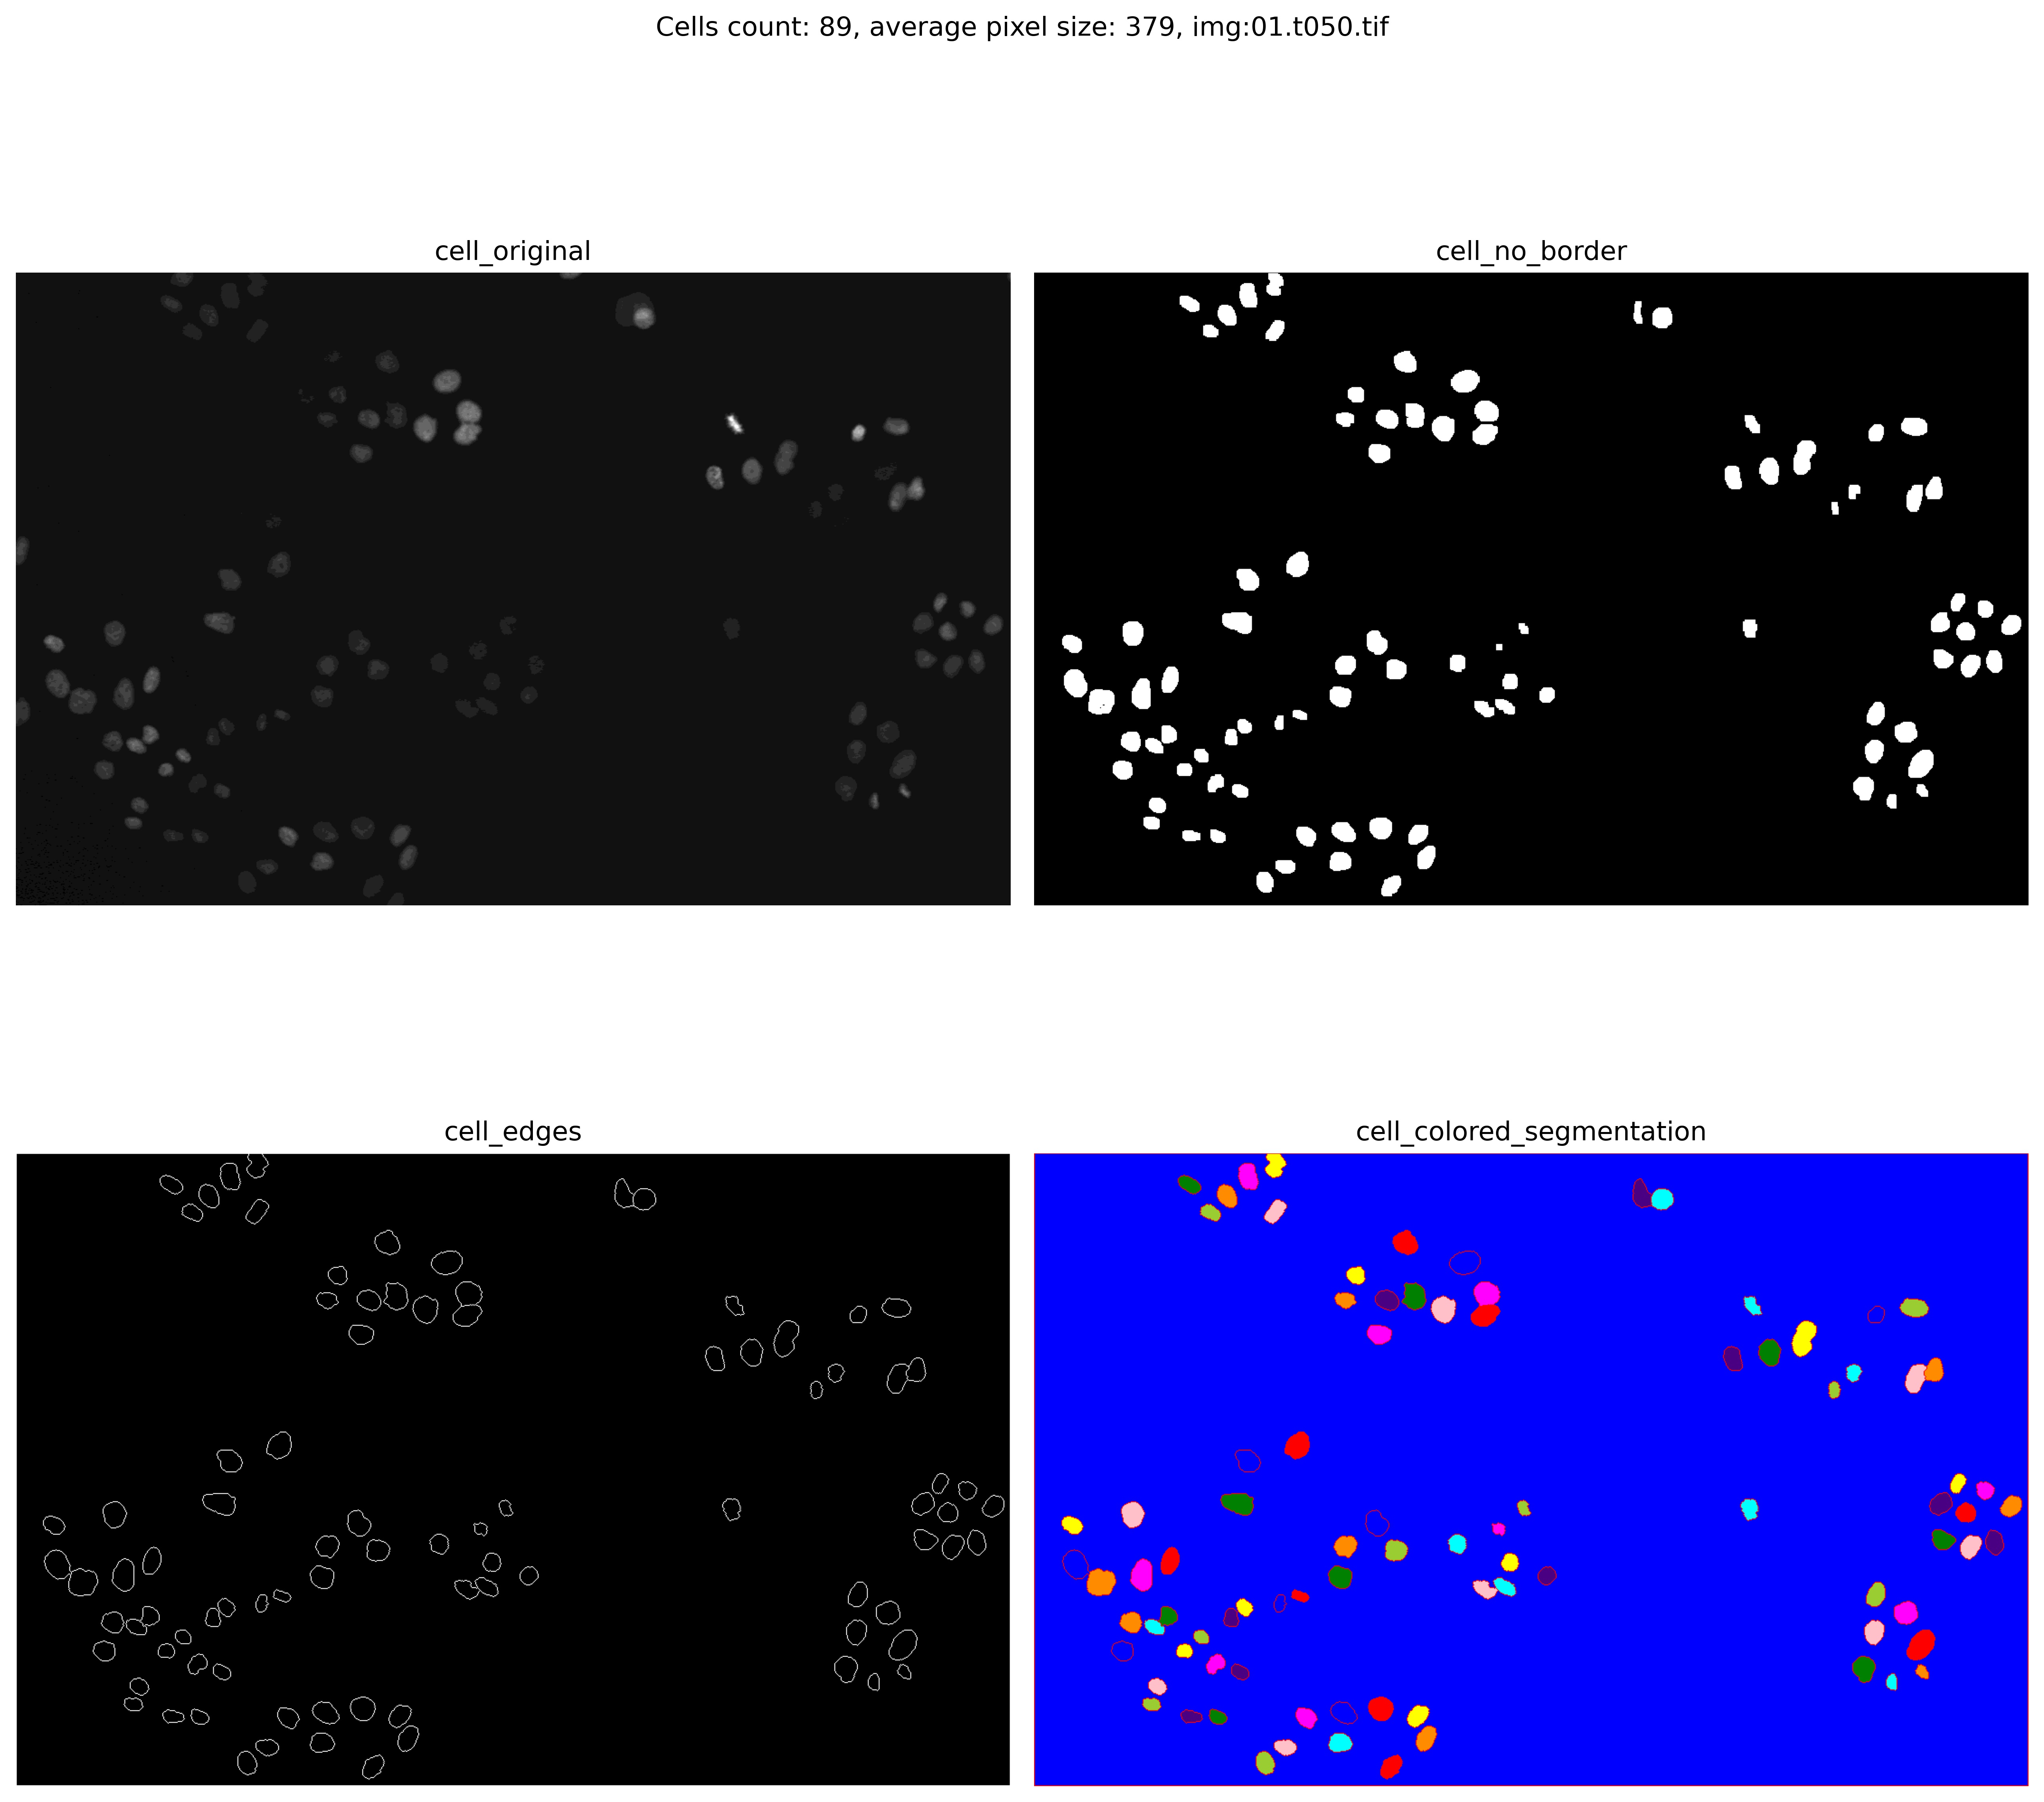 Cells count: 89, average pixel size: 379, img:01.t050.tif
cell_original
cell_no_border
cell_edges
cell_colored_segmentation